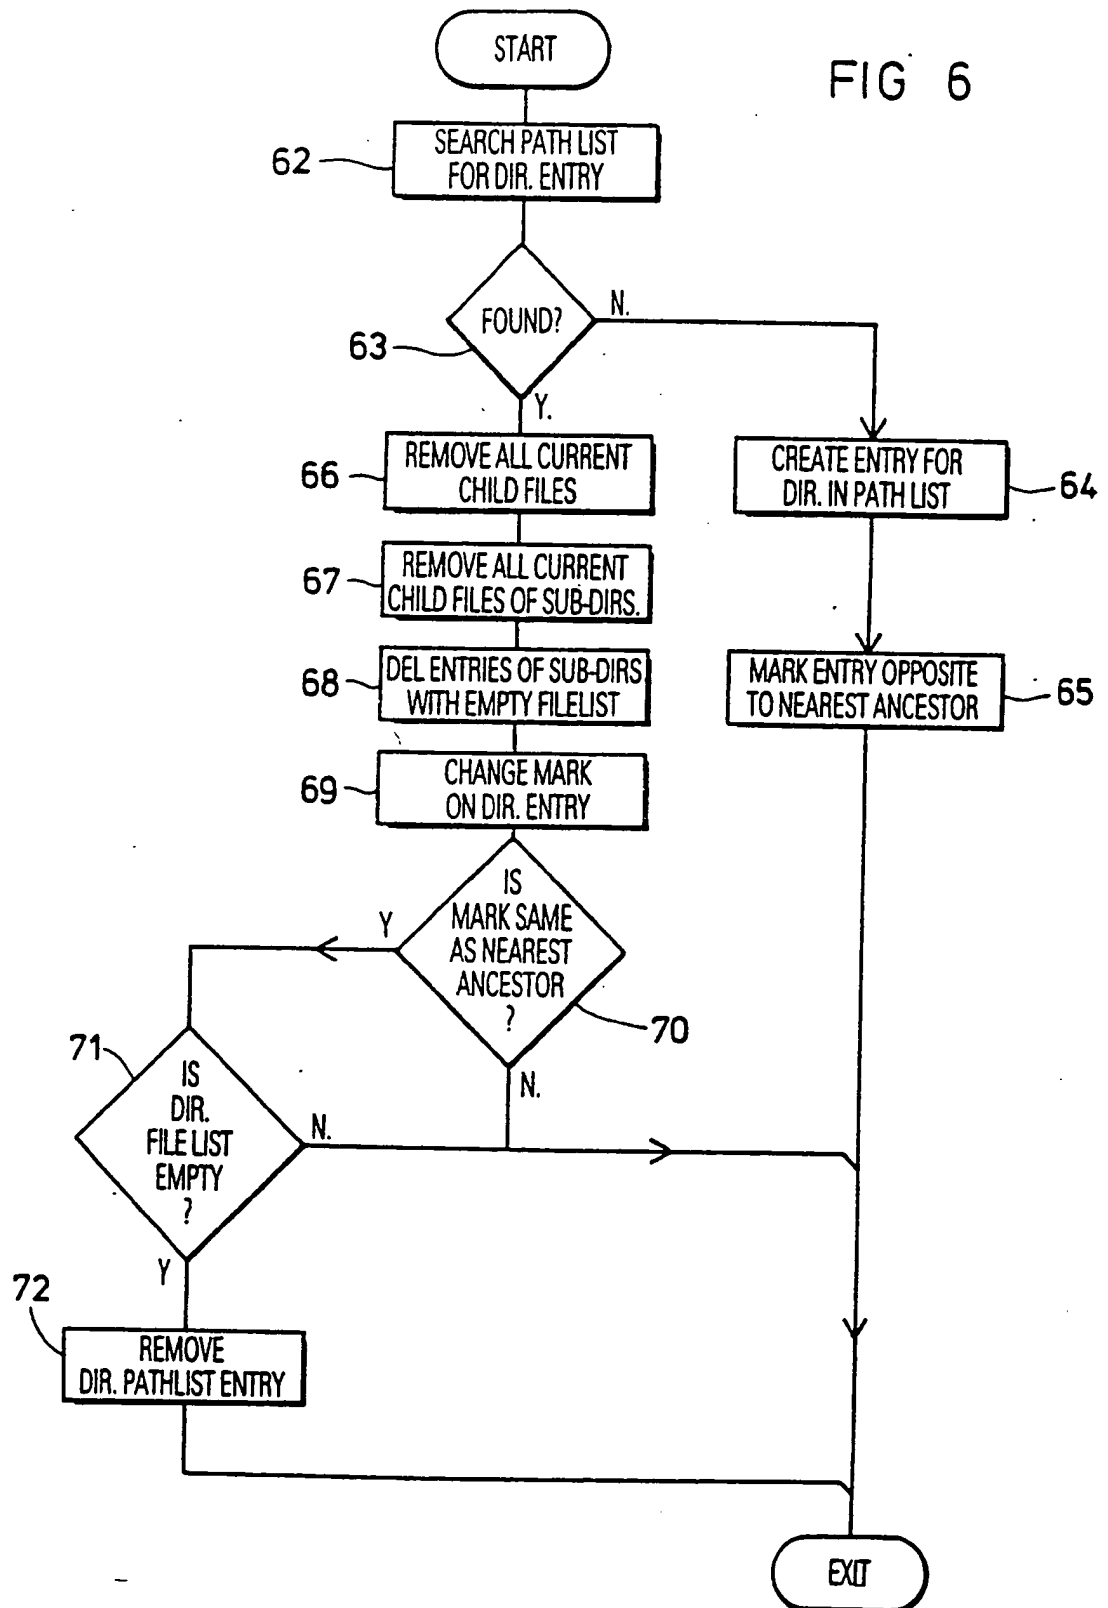 START
FIG 6
62
SEARCH PATH LIST
FOR DIR. ENTRY
FOUND?
N.
63
Y.
66
REMOVE ALL CURRENT
CHILD FILES
CREATE ENTRY FOR
DIR. IN PATH LIST
64
67
REMOVE ALL CURRENT
CHILD FILES OF SUB-DIRS.
68
DEL ENTRIES OF SUB-DIRS
WITH EMPTY FILELIST
MARK ENTRY OPPOSITE
TO NEAREST ANCESTOR
65
69
CHANGE MARK
ON DIR. ENTRY
IS
MARK SAME
AS NEAREST
ANCESTOR
?
Y
70
N.
71
IS
DIR.
FILE LIST
EMPTY
?
N.
Y
72
REMOVE
DIR. PATHLIST ENTRY
EXIT